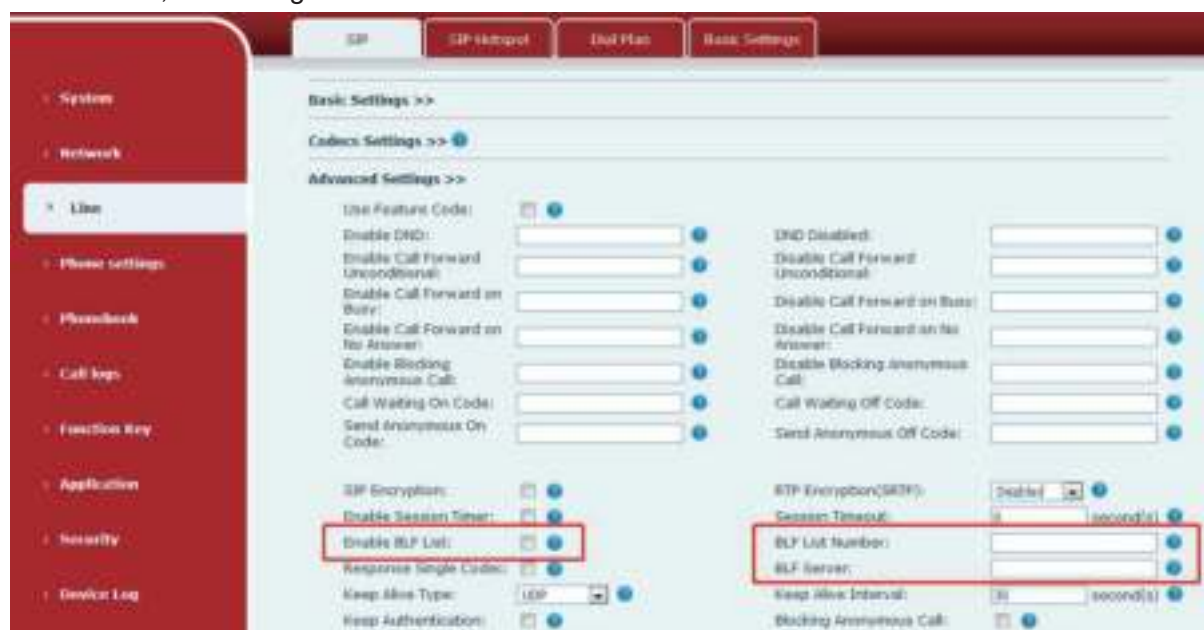 SIP
SIP Hotspot
Dial Plan
Basic Settings
System
Network
Line
Phone settings
Phonebook
Call logs
Function Key
Application
Security
Device Log
Basic Settings >>
Codecs Settings >>
Advanced Settings >>
Use Feature Code:
Enable DND: DND Disabled:
Enable Call Forward Disable Call Forward
Unconditional: Unconditional:
Enable Call Forward on Disable Call Forward on Busy:
Busy:
Enable Call Forward on Disable Call Forward on No
No Answer: Answer:
Enable Blocking Disable Blocking Anonymous
Anonymous Call: Call:
Call Waiting On Code: Call Waiting Off Code:
Send Anonymous On Send Anonymous Off Code:
Code:
SIP Encryption: RTP Encryption(SRTP): Disabled
Enable Session Timer: Session Timeout: 0 second(s)
Enable BLF List: BLF List Number:
Response Single Codec: BLF Server:
Keep Alive Type: UDP Keep Alive Interval: 30 second(s)
Keep Authentication: Blocking Anonymous Call: